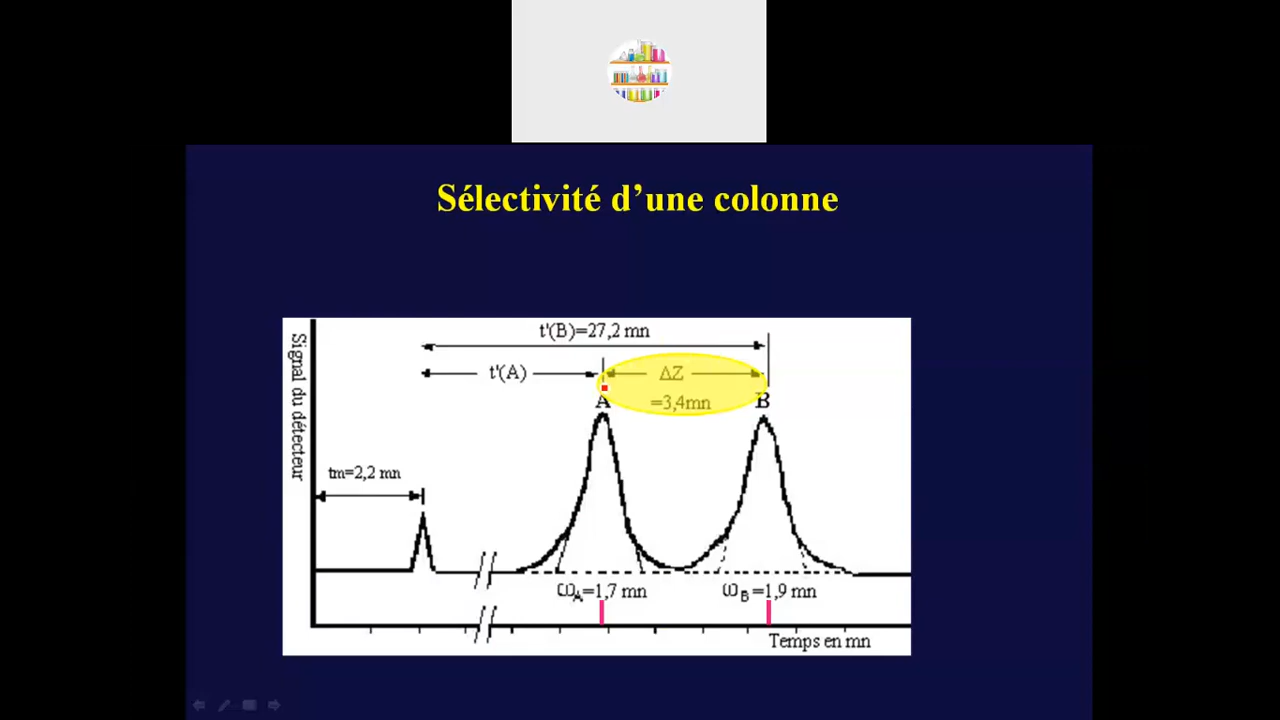 Sélectivité d’une colonne
Signal du détecteur
t'(B)=27,2 mn
t'(A)
ΔZ
=3,4mn
A
B
tm=2,2 mn
ωA=1,7 mn
ωB =1,9 mn
Temps en mn